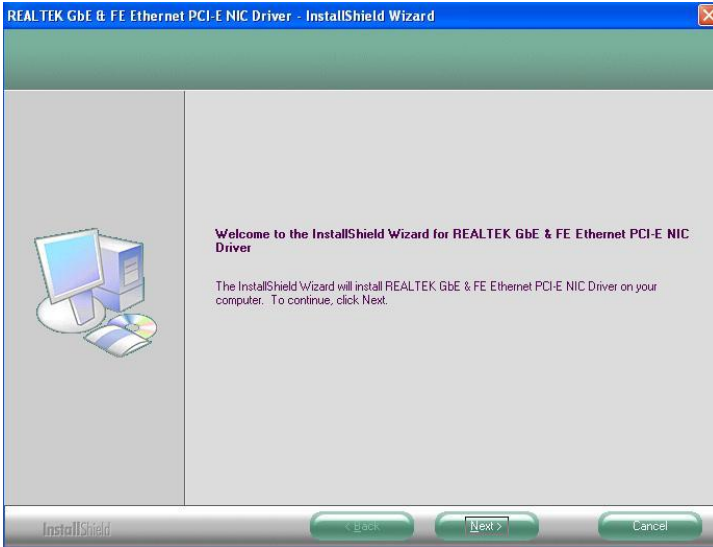 REALTEK GbE & FE Ethernet PCI-E NIC Driver - InstallShield Wizard
Welcome to the InstallShield Wizard for REALTEK GbE & FE Ethernet PCI-E NIC
Driver
The InstallShield Wizard will install REALTEK GbE & FE Ethernet PCI-E NIC Driver on your
computer. To continue, click Next.
InstallShield
< Back
Next >
Cancel